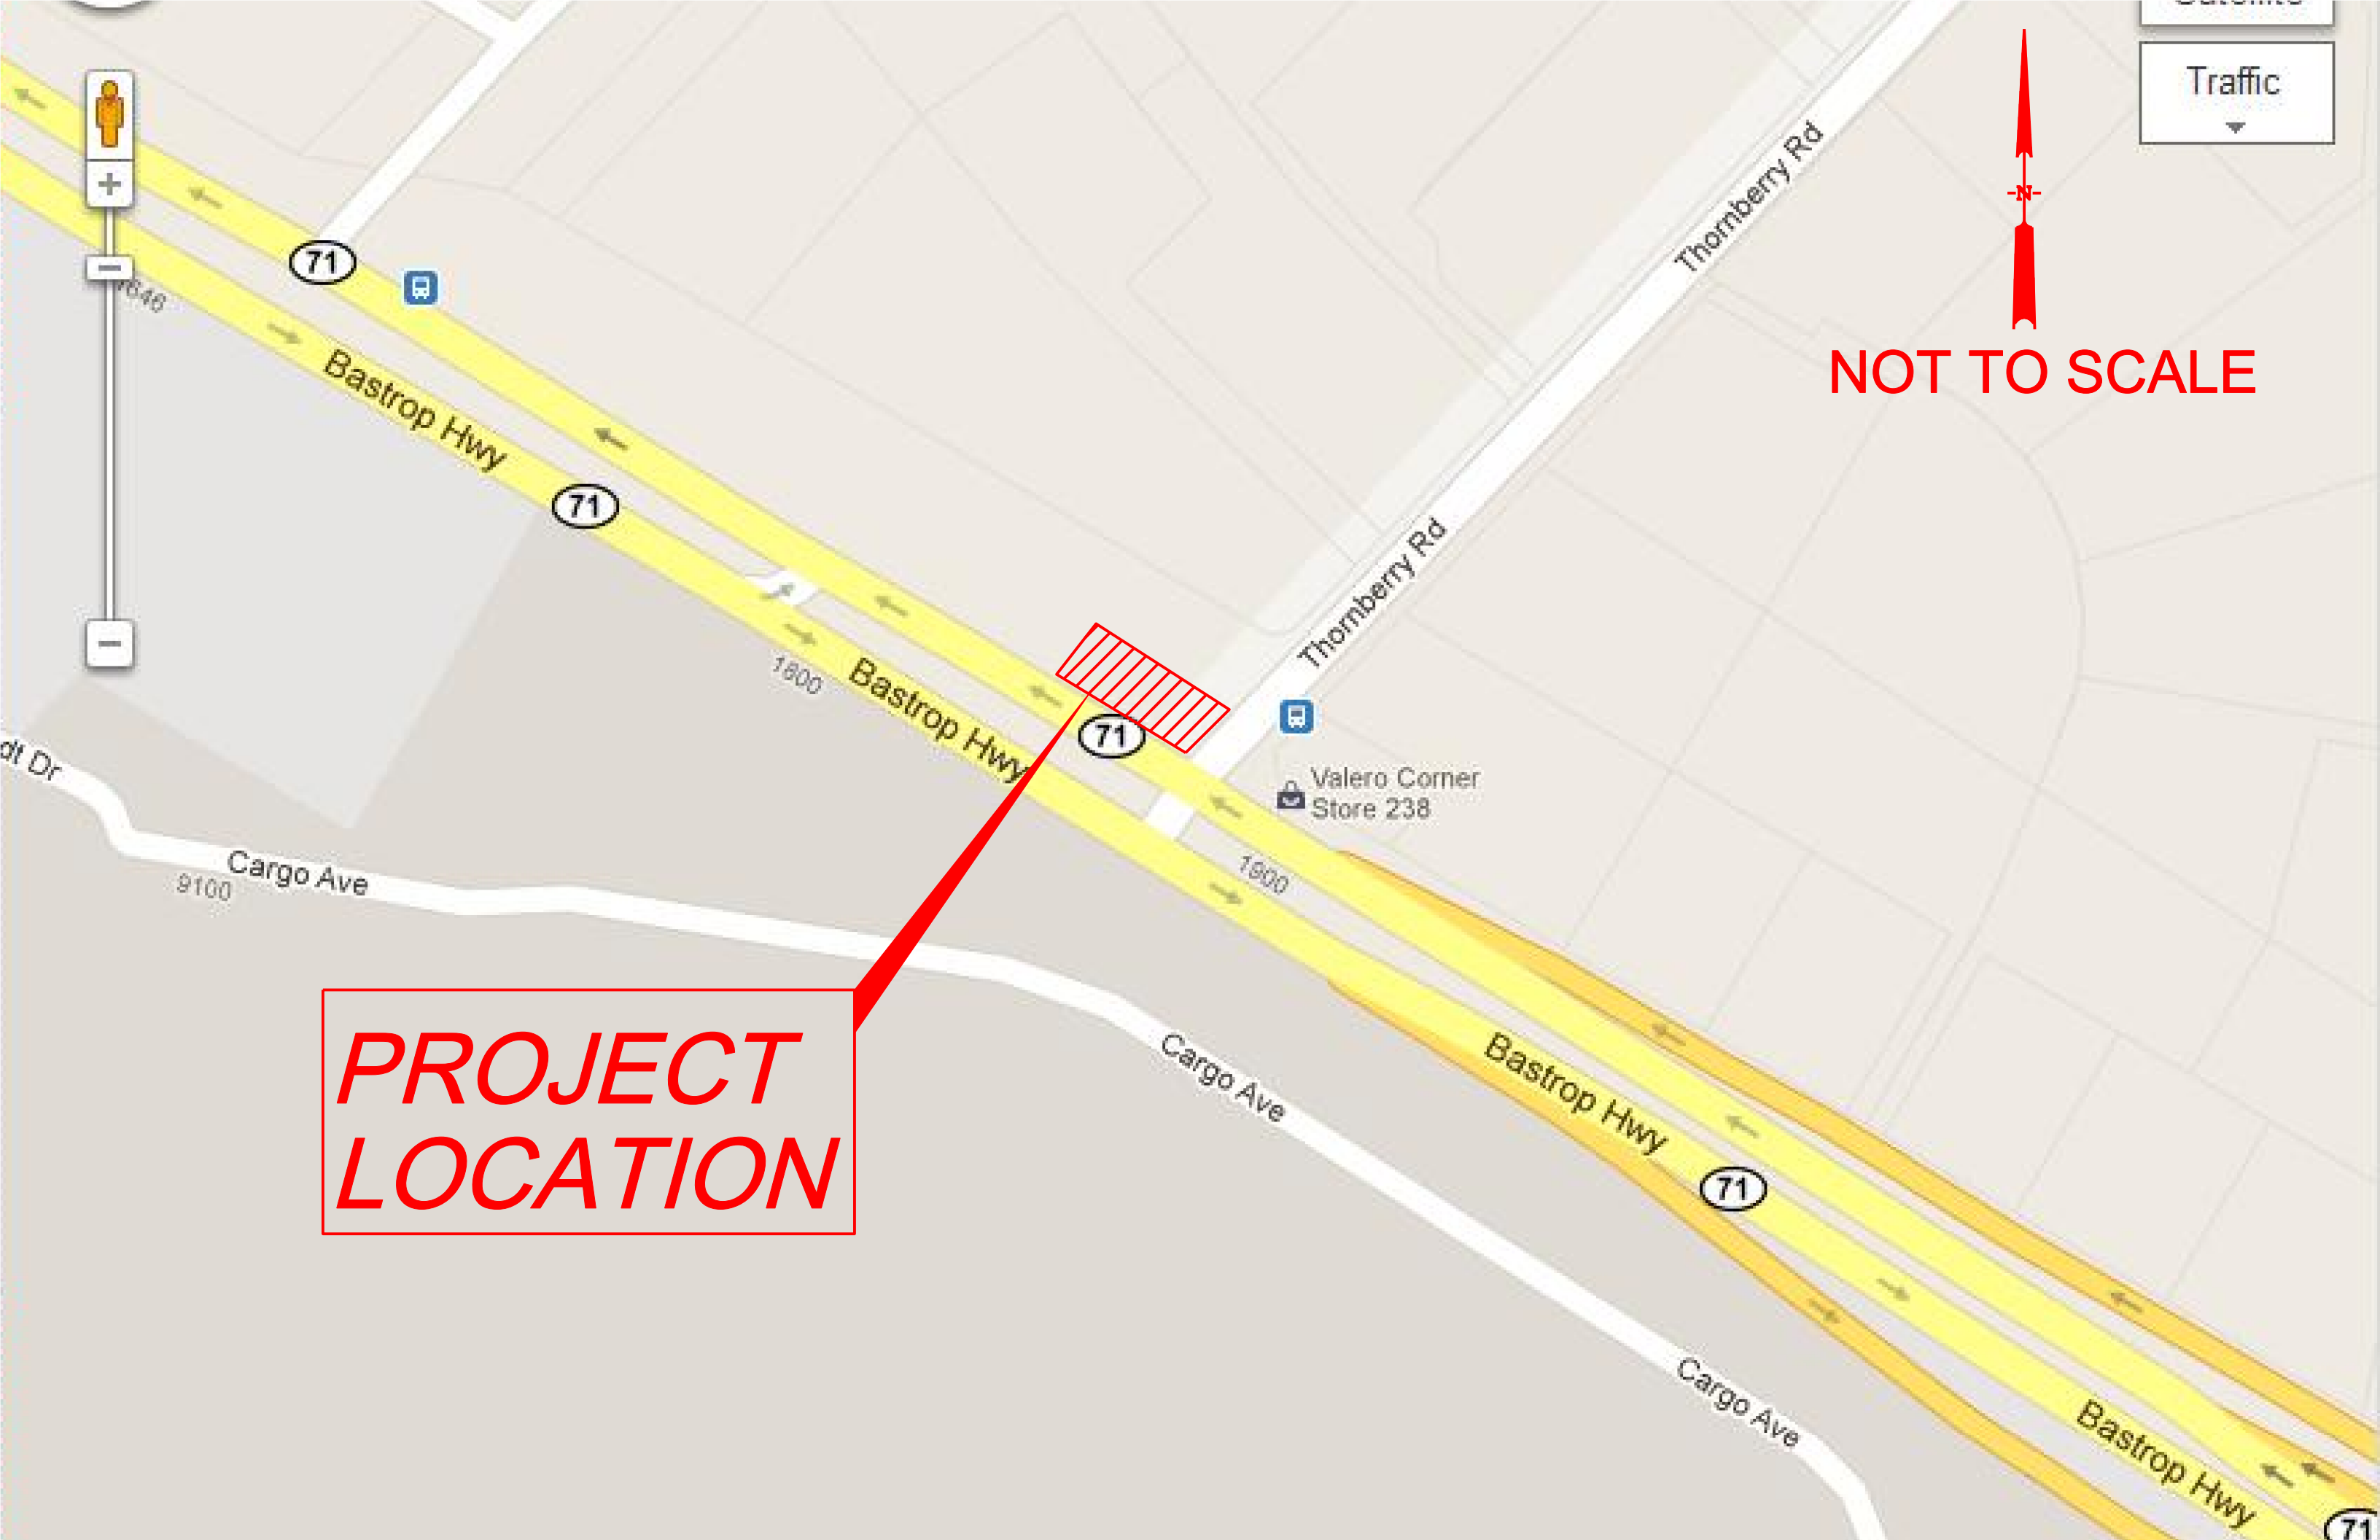 Traffic
N
NOT TO SCALE
Thornberry Rd
71
Bastrop Hwy
71
Thornberry Rd
1800
Bastrop Hwy
71
Valero Corner
Store 238
1900
dt Dr
Cargo Ave
9100
PROJECT
LOCATION
Cargo Ave
Bastrop Hwy
71
Cargo Ave
Bastrop Hwy
71